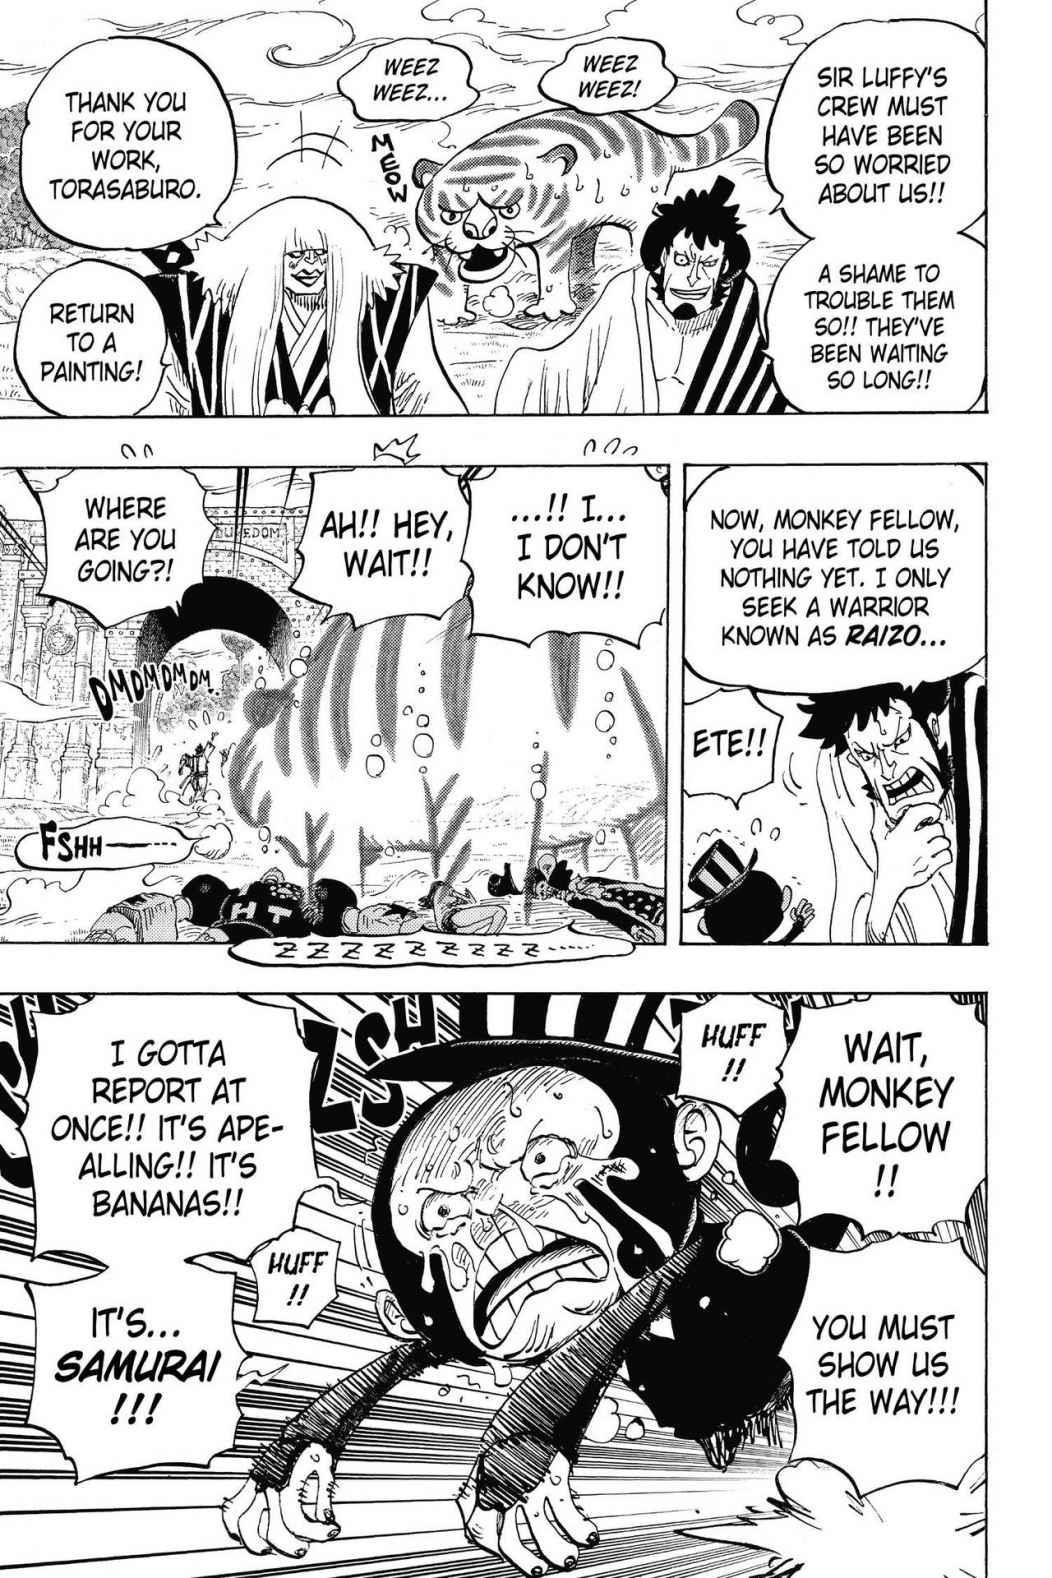 SIR LUFFY'S
CREW MUST
HAVE BEEN
SO WORRIED
ABOUT US!!
A SHAME TO
TROUBLE THEM
SO!! THEY'VE
BEEN WAITING
SO LONG!!
WEEZ
WEEZ!
WEEZ
WEEZ...
MEOW
THANK YOU
FOR YOUR
WORK,
TORASABURO.
RETURN
TO A
PAINTING!
NOW, MONKEY FELLOW,
YOU HAVE TOLD US
NOTHING YET. I ONLY
SEEK A WARRIOR
KNOWN AS RAIZO...
ETE!!
...!! I...
I DON'T
KNOW!!
AH!! HEY,
WAIT!!
WHERE
ARE YOU
GOING?!
DUKEDOM
DMDMDMDM.
FSHH
HT
ZZZZZZZZZ......
WAIT,
MONKEY
FELLOW
!!
HUFF
!!
ZSH
YOU MUST
SHOW US
THE WAY!!!
I GOTTA
REPORT AT
ONCE!! IT'S APE-
ALLING!! IT'S
BANANAS!!
HUFF
!!
IT'S...
SAMURAI
!!!